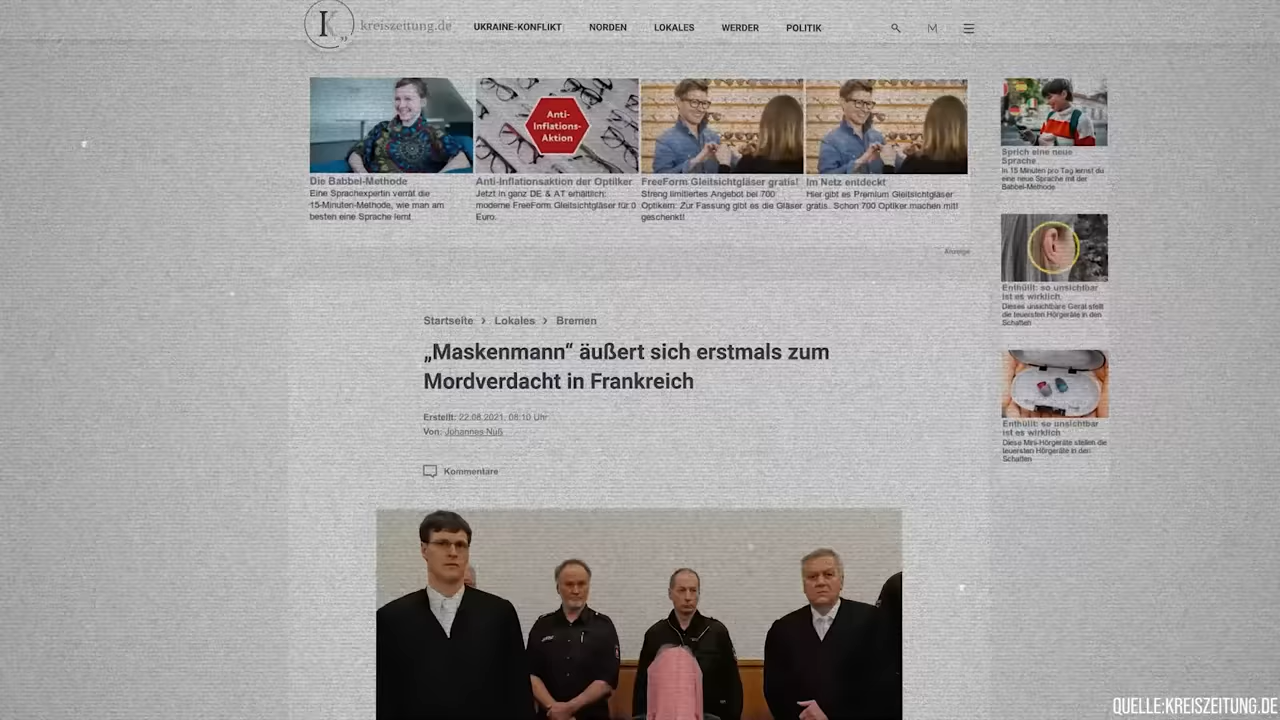 K„
kreiszeitung.de
UKRAINE-KONFLIKT NORDEN LOKALES WERDER POLITIK
M
Anti-
Inflations-
Aktion
Die Babbel-Methode
Eine Sprachexpertin verrät die
15-Minuten-Methode, wie man am
besten eine Sprache lernt
Anti-Inflationsaktion der Optiker
Jetzt in ganz DE & AT erhältlich:
moderne FreeForm Gleitsichtgläser für 0
Euro.
FreeForm Gleitsichtgläser gratis!
Streng limitiertes Angebot bei 700
Optikern: Zur Fassung gibt es die Gläser
geschenkt!
Im Netz entdeckt
Hier gibt es Premium Gleitsichtgläser
gratis. Schon 700 Optiker machen mit!
Sprich eine neue
Sprache
In 15 Minuten pro Tag lernst du
eine neue Sprache mit der
Babbel-Methode
Anzeige
Enthüllt: so unsichtbar
ist es wirklich
Dieses unsichtbare Gerät stellt
die teuersten Hörgeräte in den
Schatten
Startseite > Lokales > Bremen
„Maskenmann“ äußert sich erstmals zum
Mordverdacht in Frankreich
Erstellt: 22.08.2021, 08:10 Uhr
Von: Johannes Nuß
Kommentare
Enthüllt: so unsichtbar
ist es wirklich
Diese Mini-Hörgeräte stellen die
teuersten Hörgeräte in den
Schatten
QUELLE:KREISZEITUNG.DE